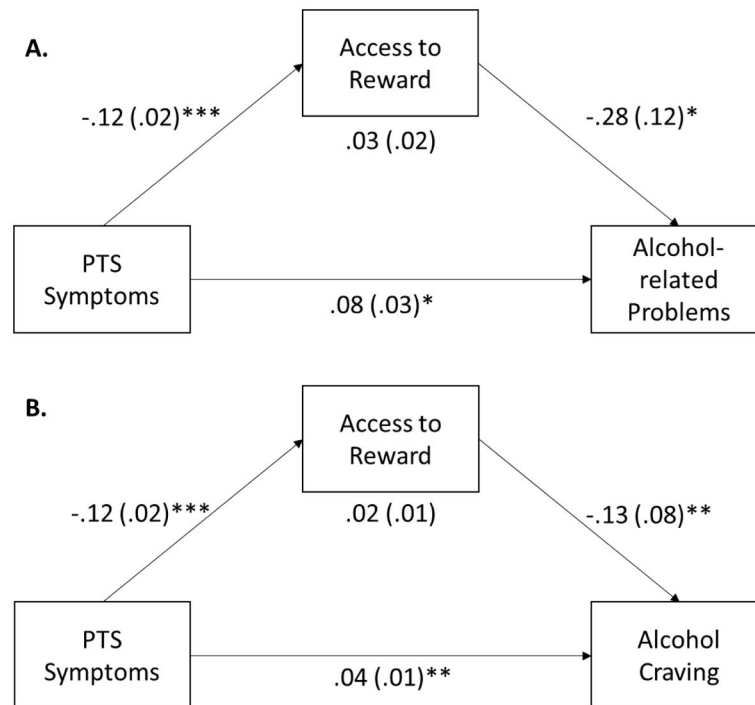 A.
Access to
Reward
-.12 (.02)***
-.28 (.12)*
.03 (.02)
PTS
Symptoms
Alcohol-
related
Problems
.08 (.03)*
B.
Access to
Reward
-.12 (.02)***
-.13 (.08)**
.02 (.01)
PTS
Symptoms
Alcohol
Craving
.04 (.01)**